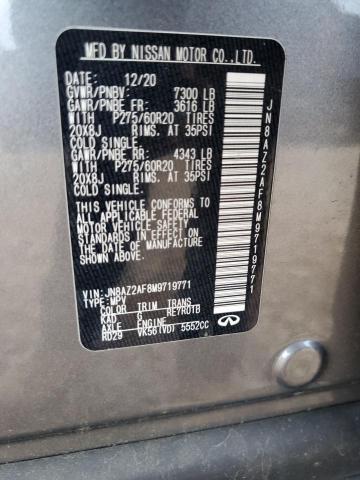 MFD BY NISSAN MOTOR CO.,LTD.
DATE: 12/20
GVWR/PNBV: 7300 LB
GAWR/PNBE FR: 3616 LB
WITH P275/60R20 TIRES
20X8J RIMS. AT 35PSI
COLD SINGLE.
GAWR/PNBE RR: 4343 LB
WITH P275/60R20 TIRES
20X8J RIMS. AT 35PSI
COLD SINGLE.
THIS VEHICLE CONFORMS TO
ALL APPLICABLE FEDERAL
MOTOR VEHICLE SAFETY
STANDARDS IN EFFECT ON
THE DATE OF MANUFACTURE
SHOWN ABOVE.
VIN: JN8AZ2AF8M9719771
TYPE: MPV
COLOR TRIM TRANS
KAD G RE7R01B
AXLE ENGINE
RD29 VK56(VD) 5552CC
JN8AZ2AF8M9719771
INFINITI